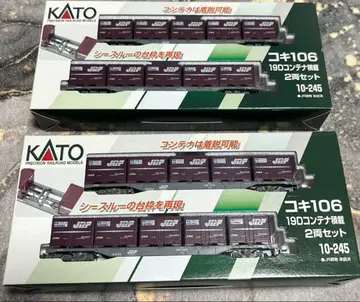 KATO
PRECISION RAILROAD MODELS
コンテナは着脱可能!
シースルーの台枠を再現!
コキ106
19Dコンテナ積載
2両セット
10-245
KATO
PRECISION RAILROAD MODELS
コンテナは着脱可能!
シースルーの台枠を再現!
コキ106
19Dコンテナ積載
2両セット
10-245